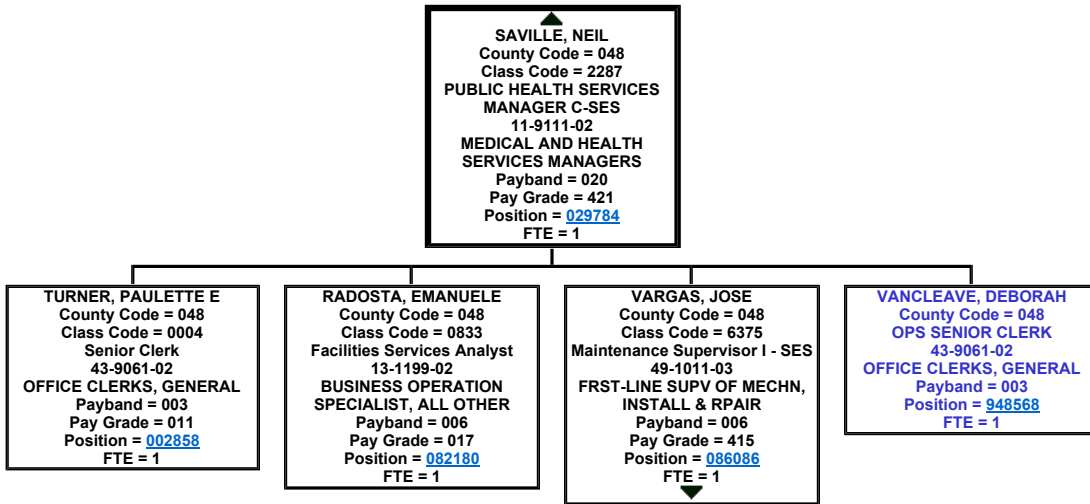 SAVILLE, NEIL
County Code = 048
Class Code = 2287
PUBLIC HEALTH SERVICES
MANAGER C-SES
11-9111-02
MEDICAL AND HEALTH
SERVICES MANAGERS
Payband = 020
Pay Grade = 421
Position = 029784
FTE = 1
TURNER, PAULETTE E
County Code = 048
Class Code = 0004
Senior Clerk
43-9061-02
OFFICE CLERKS, GENERAL
Payband = 003
Pay Grade = 011
Position = 002858
FTE = 1
RADOSTA, EMANUELE
County Code = 048
Class Code = 0833
Facilities Services Analyst
13-1199-02
BUSINESS OPERATION
SPECIALIST, ALL OTHER
Payband = 006
Pay Grade = 017
Position = 082180
FTE = 1
VARGAS, JOSE
County Code = 048
Class Code = 6375
Maintenance Supervisor I - SES
49-1011-03
FRST-LINE SUPV OF MECHN,
INSTALL & RPAIR
Payband = 006
Pay Grade = 415
Position = 086086
FTE = 1
VANCLEAVE, DEBORAH
County Code = 048
OPS SENIOR CLERK
43-9061-02
OFFICE CLERKS, GENERAL
Payband = 003
Position = 948568
FTE = 1